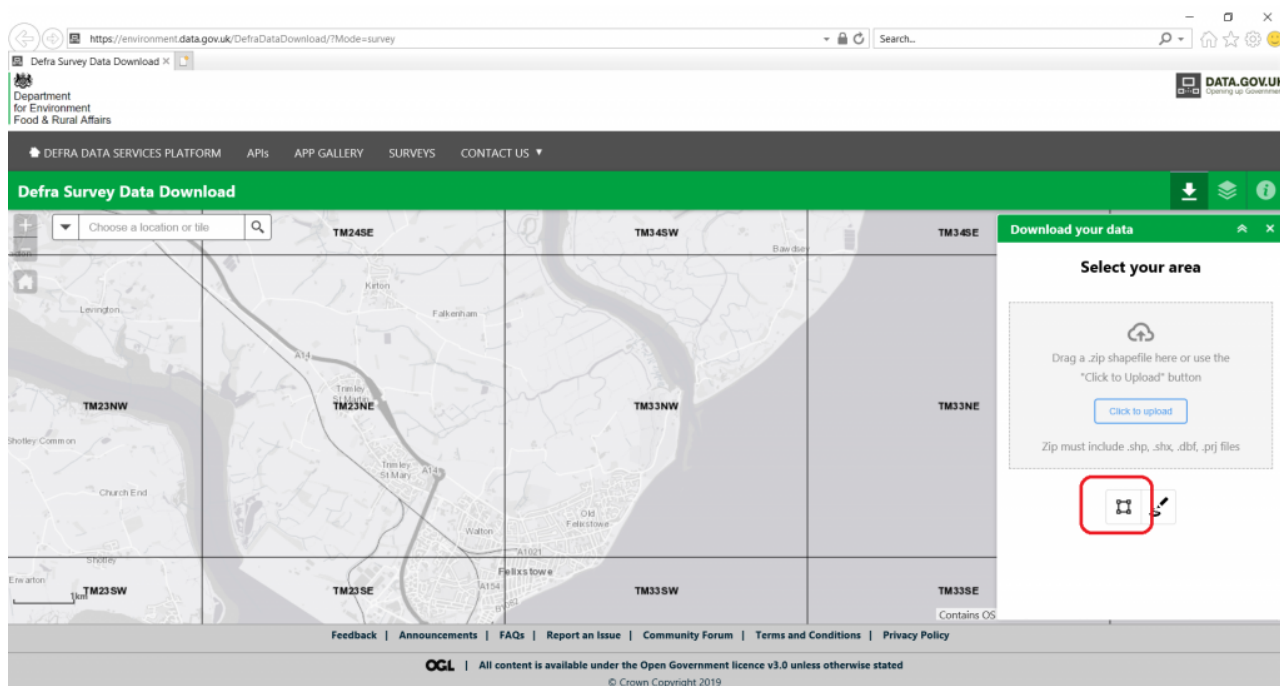 https://environment.data.gov.uk/DefraDataDownload/?Mode=survey
Search...
Defra Survey Data Download
Department
for Environment
Food & Rural Affairs
DATA.GOV.UK
Opening up Government
DEFRA DATA SERVICES PLATFORM APIs APP GALLERY SURVEYS CONTACT US
Defra Survey Data Download
Choose a location or tile
TM24SE
TM34SW
TM34SE
Bawdsey
Kirton
Levington
Falkenham
A14
Trimley
St Martin
TM23NW
TM23NE
TM33NW
TM33NE
Shotley Common
Trimley
St Mary
A14
Church End
Old
Felixstowe
Walton
A1021
Shotley
Felixstowe
Erwarton
A154
1km
TM23SW
TM23SE
TM33SW
TM33SE
Contains OS
Download your data
Select your area
Drag a .zip shapefile here or use the
"Click to Upload" button
Click to upload
Zip must include .shp, .shx, .dbf, .prj files
Feedback | Announcements | FAQs | Report an Issue | Community Forum | Terms and Conditions | Privacy Policy
OGL | All content is available under the Open Government licence v3.0 unless otherwise stated
© Crown Copyright 2019